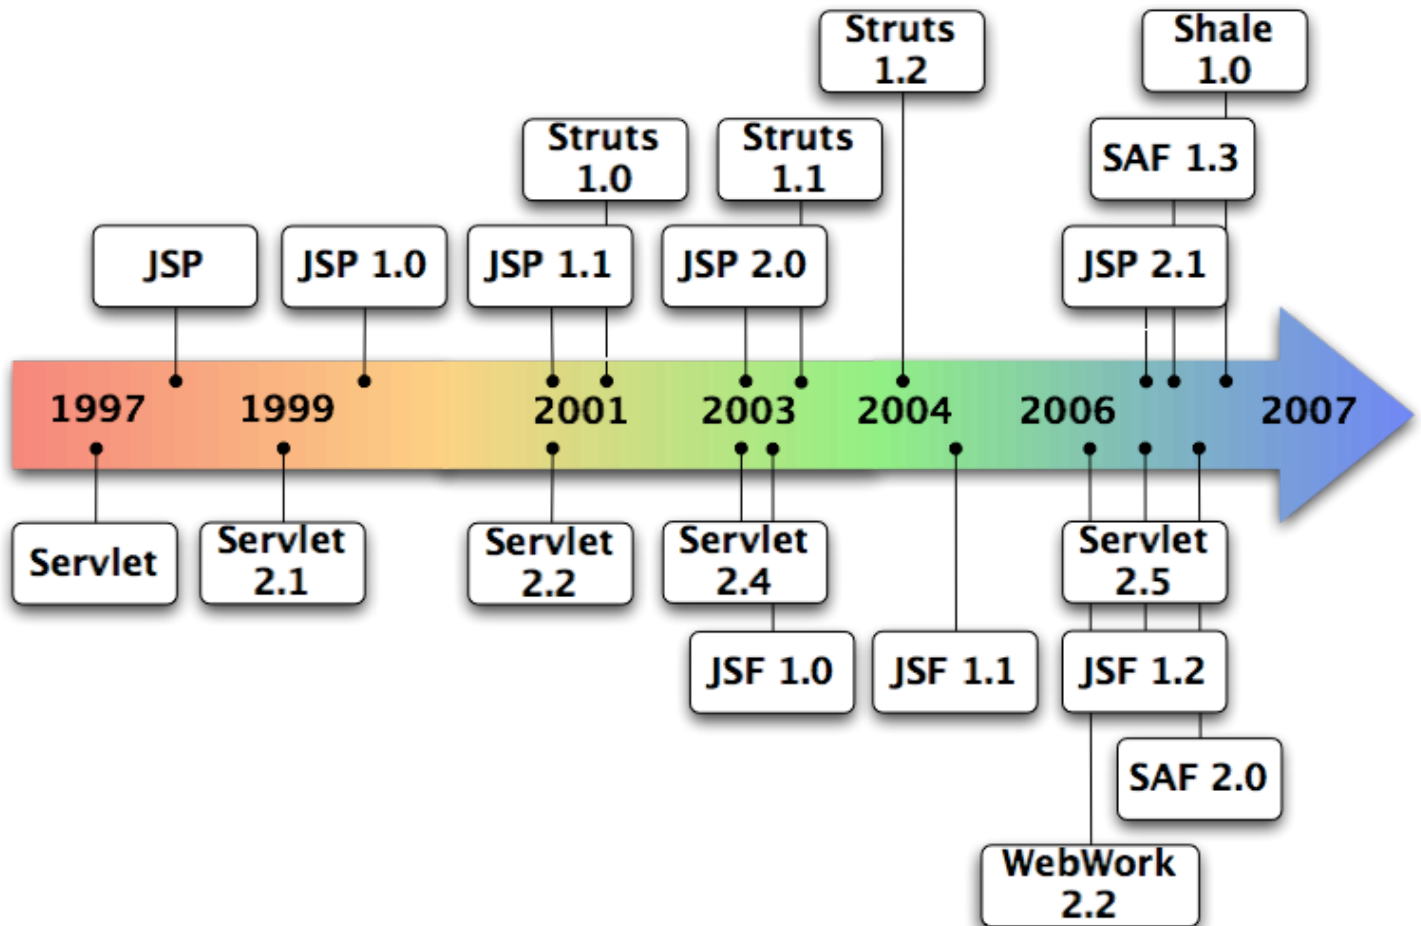 Struts
1.2
Shale
1.0
Struts
1.0
Struts
1.1
SAF 1.3
JSP
JSP 1.0
JSP 1.1
JSP 2.0
JSP 2.1
1997
1999
2001
2003
2004
2006
2007
Servlet
Servlet
2.1
Servlet
2.2
Servlet
2.4
Servlet
2.5
JSF 1.0
JSF 1.1
JSF 1.2
SAF 2.0
WebWork
2.2